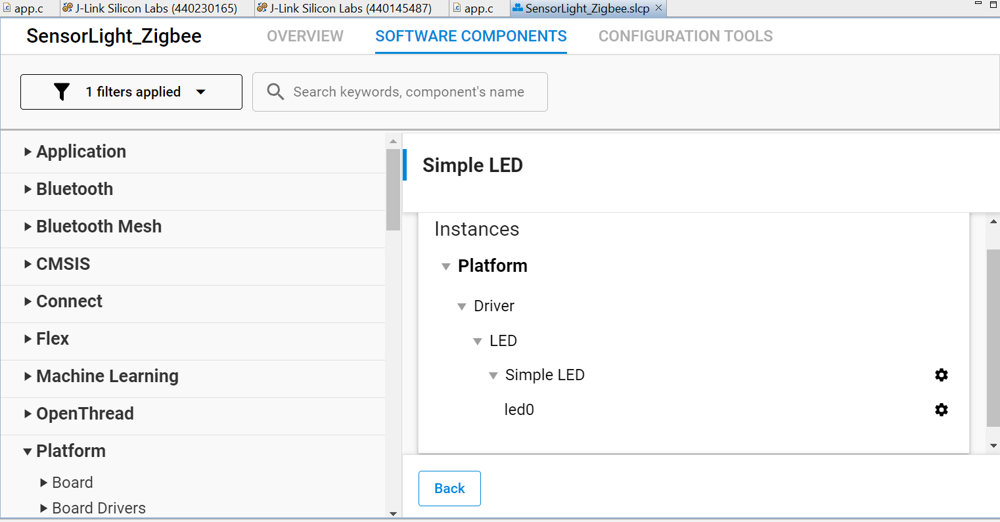 app.c J-Link Silicon Labs (440230165) J-Link Silicon Labs (440145487) app.c SensorLight_Zigbee.slcp
SensorLight_Zigbee OVERVIEW SOFTWARE COMPONENTS CONFIGURATION TOOLS
1 filters applied Search keywords, component's name
Application
Bluetooth
Bluetooth Mesh
CMSIS
Connect
Flex
Machine Learning
OpenThread
Platform
Board
Board Drivers
Simple LED
Instances
Platform
Driver
LED
Simple LED
led0
Back